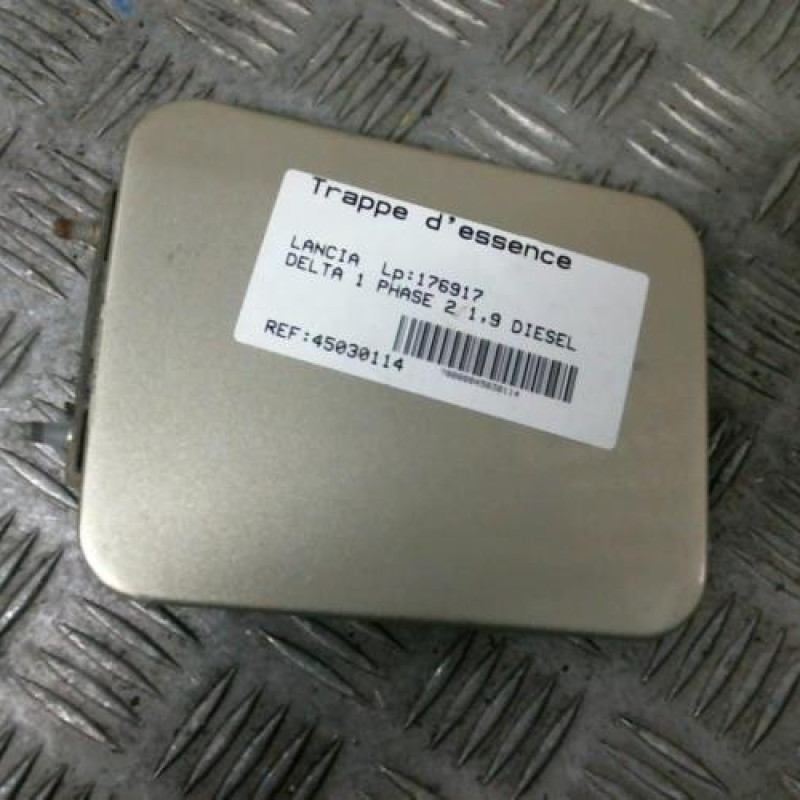 Trappe d'essence
LANCIA Lp:176917
DELTA 1 PHASE 2 1.9 DIESEL
REF:45030114